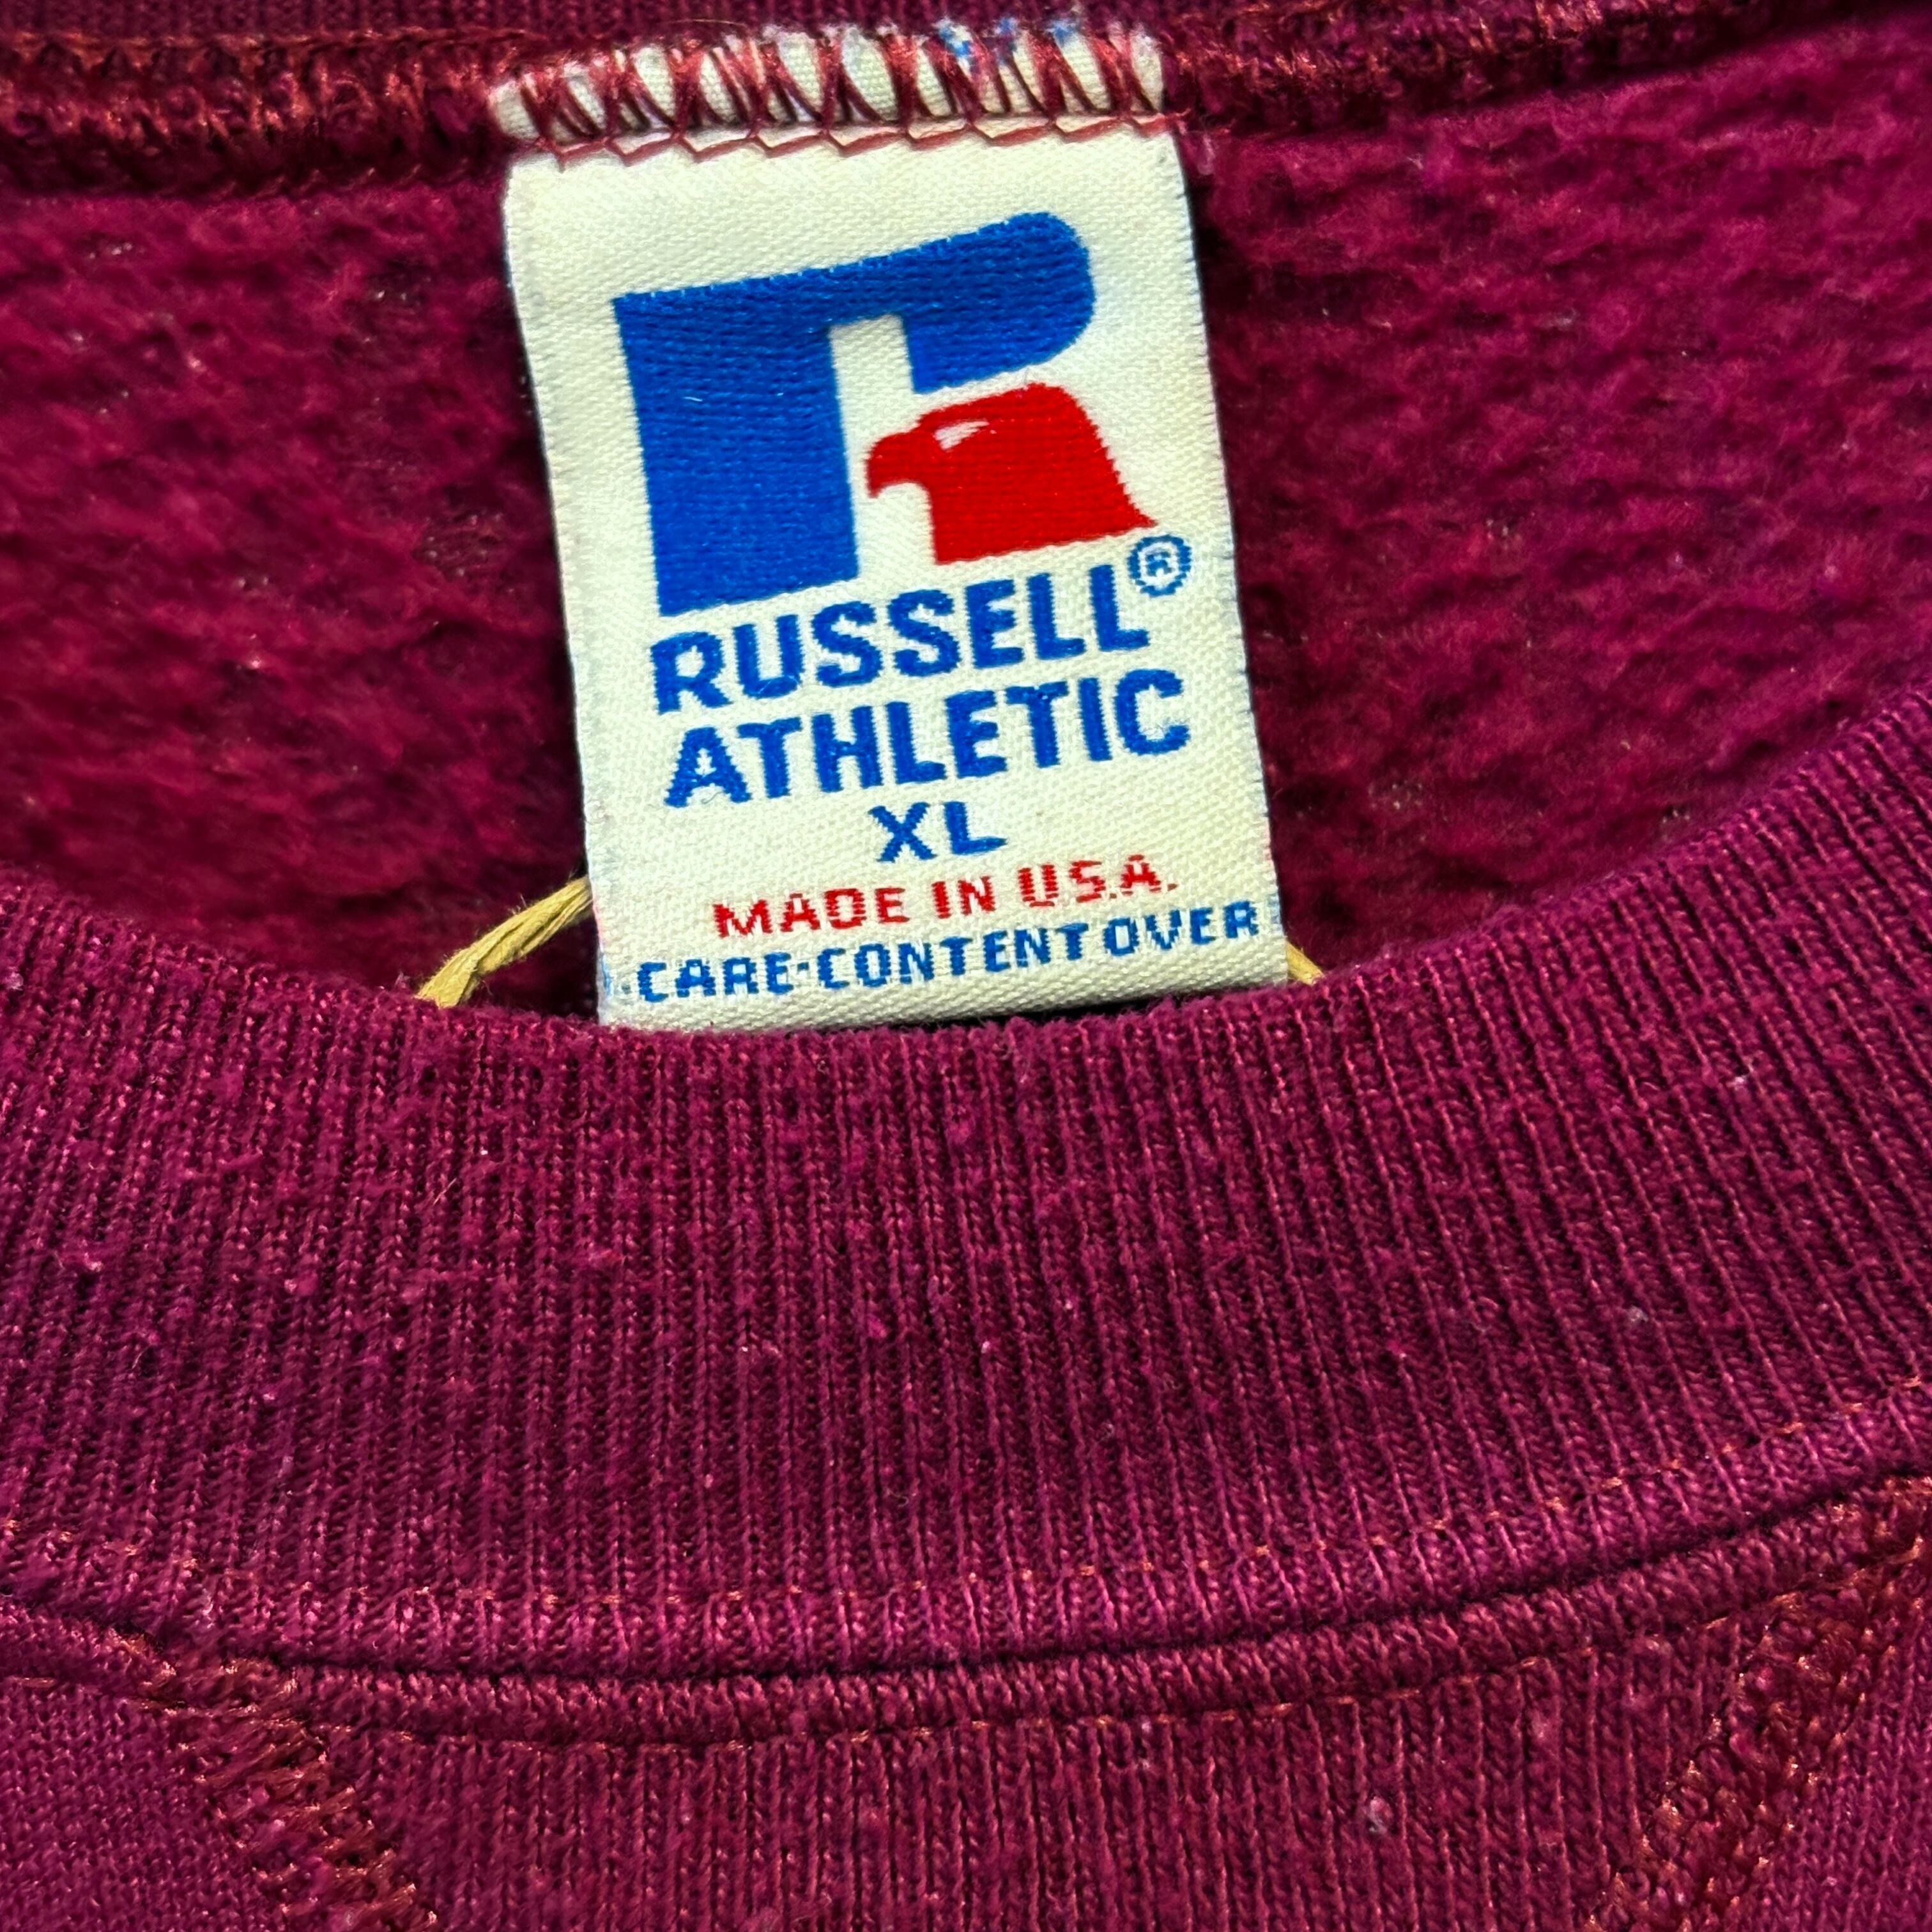 RUSSELL®
ATHLETIC
XL
MADE IN U.S.A.
CARE·CONTENT OVER